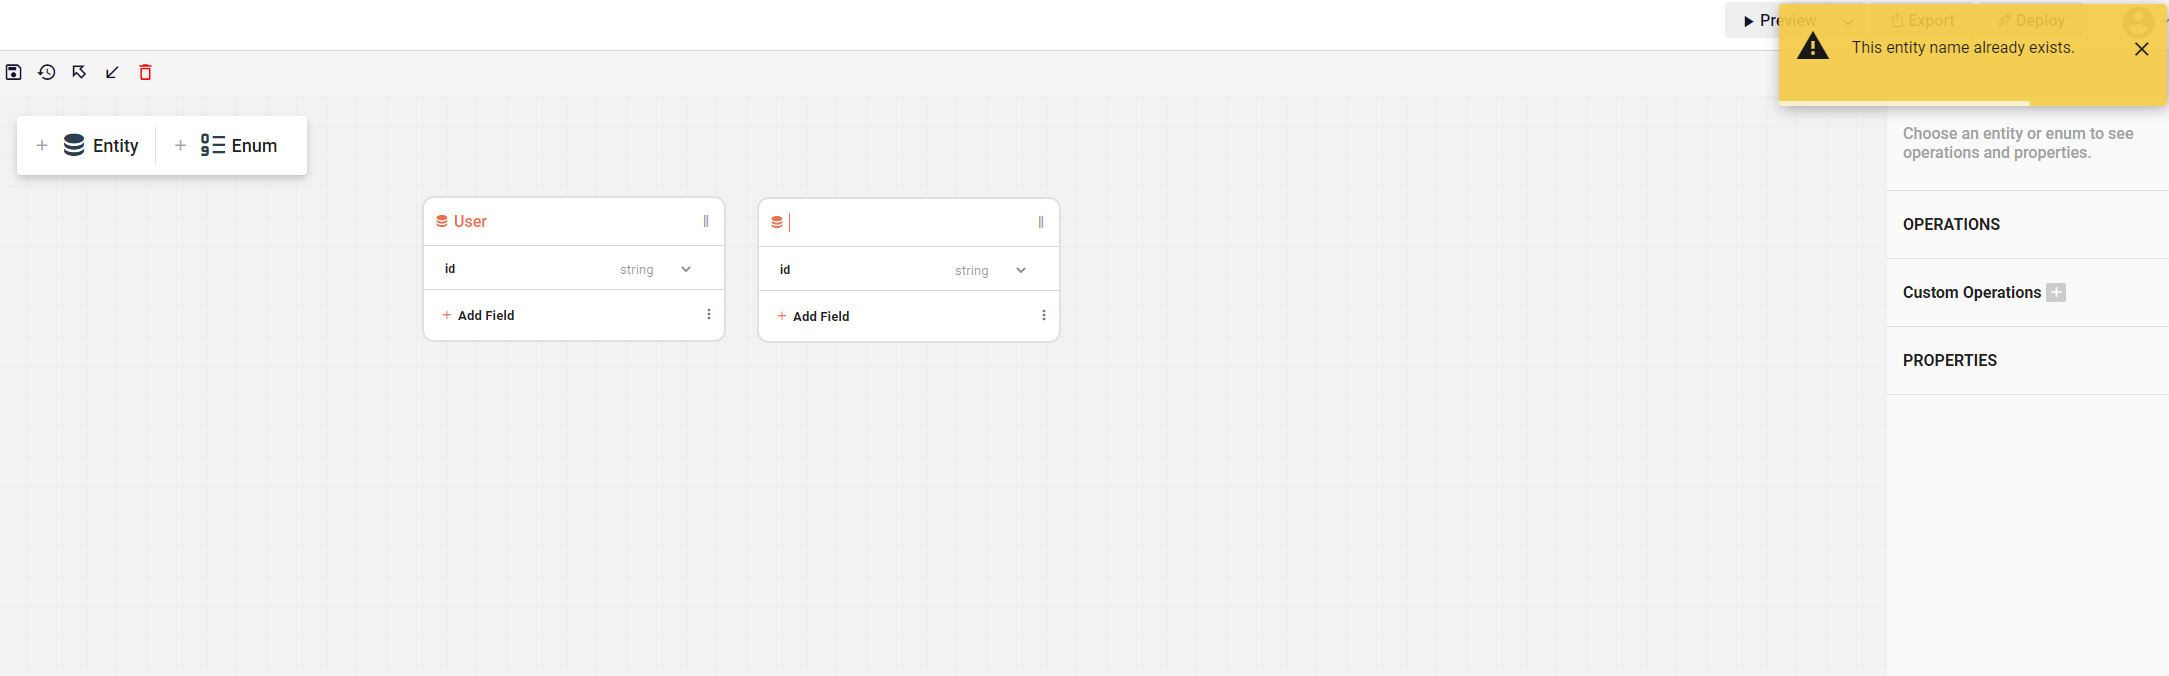 Preview
Export
Deploy
This entity name already exists.
Entity
Enum
Choose an entity or enum to see
operations and properties.
User
id string
Add Field
id string
Add Field
OPERATIONS
Custom Operations
PROPERTIES